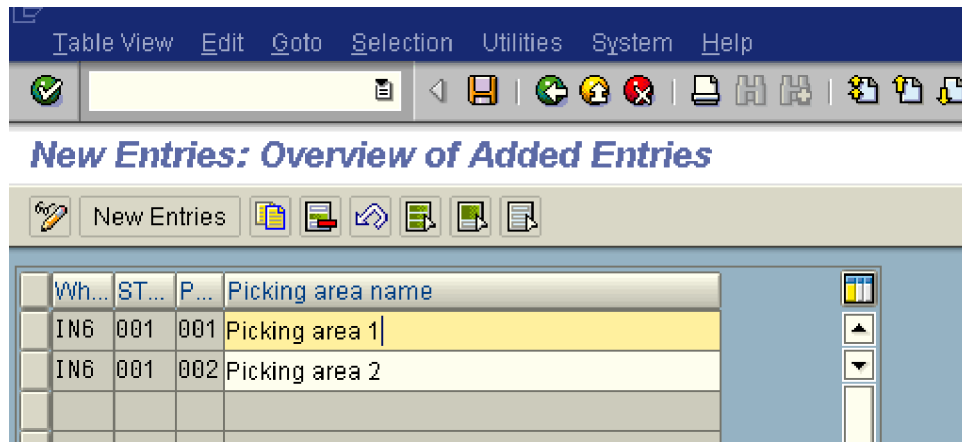 Table View Edit Goto Selection Utilities System Help
New Entries: Overview of Added Entries
New Entries
Wh... ST... P... Picking area name
IN6 001 001 Picking area 1
IN6 001 002 Picking area 2